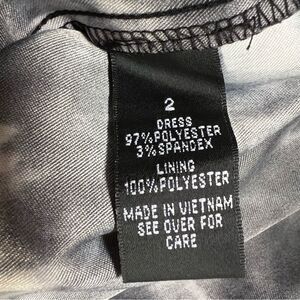 2
DRESS
97%POLYESTER
3%SPANDEX
LINING
100%POLYESTER
MADE IN VIETNAM
SEE OVER FOR
CARE